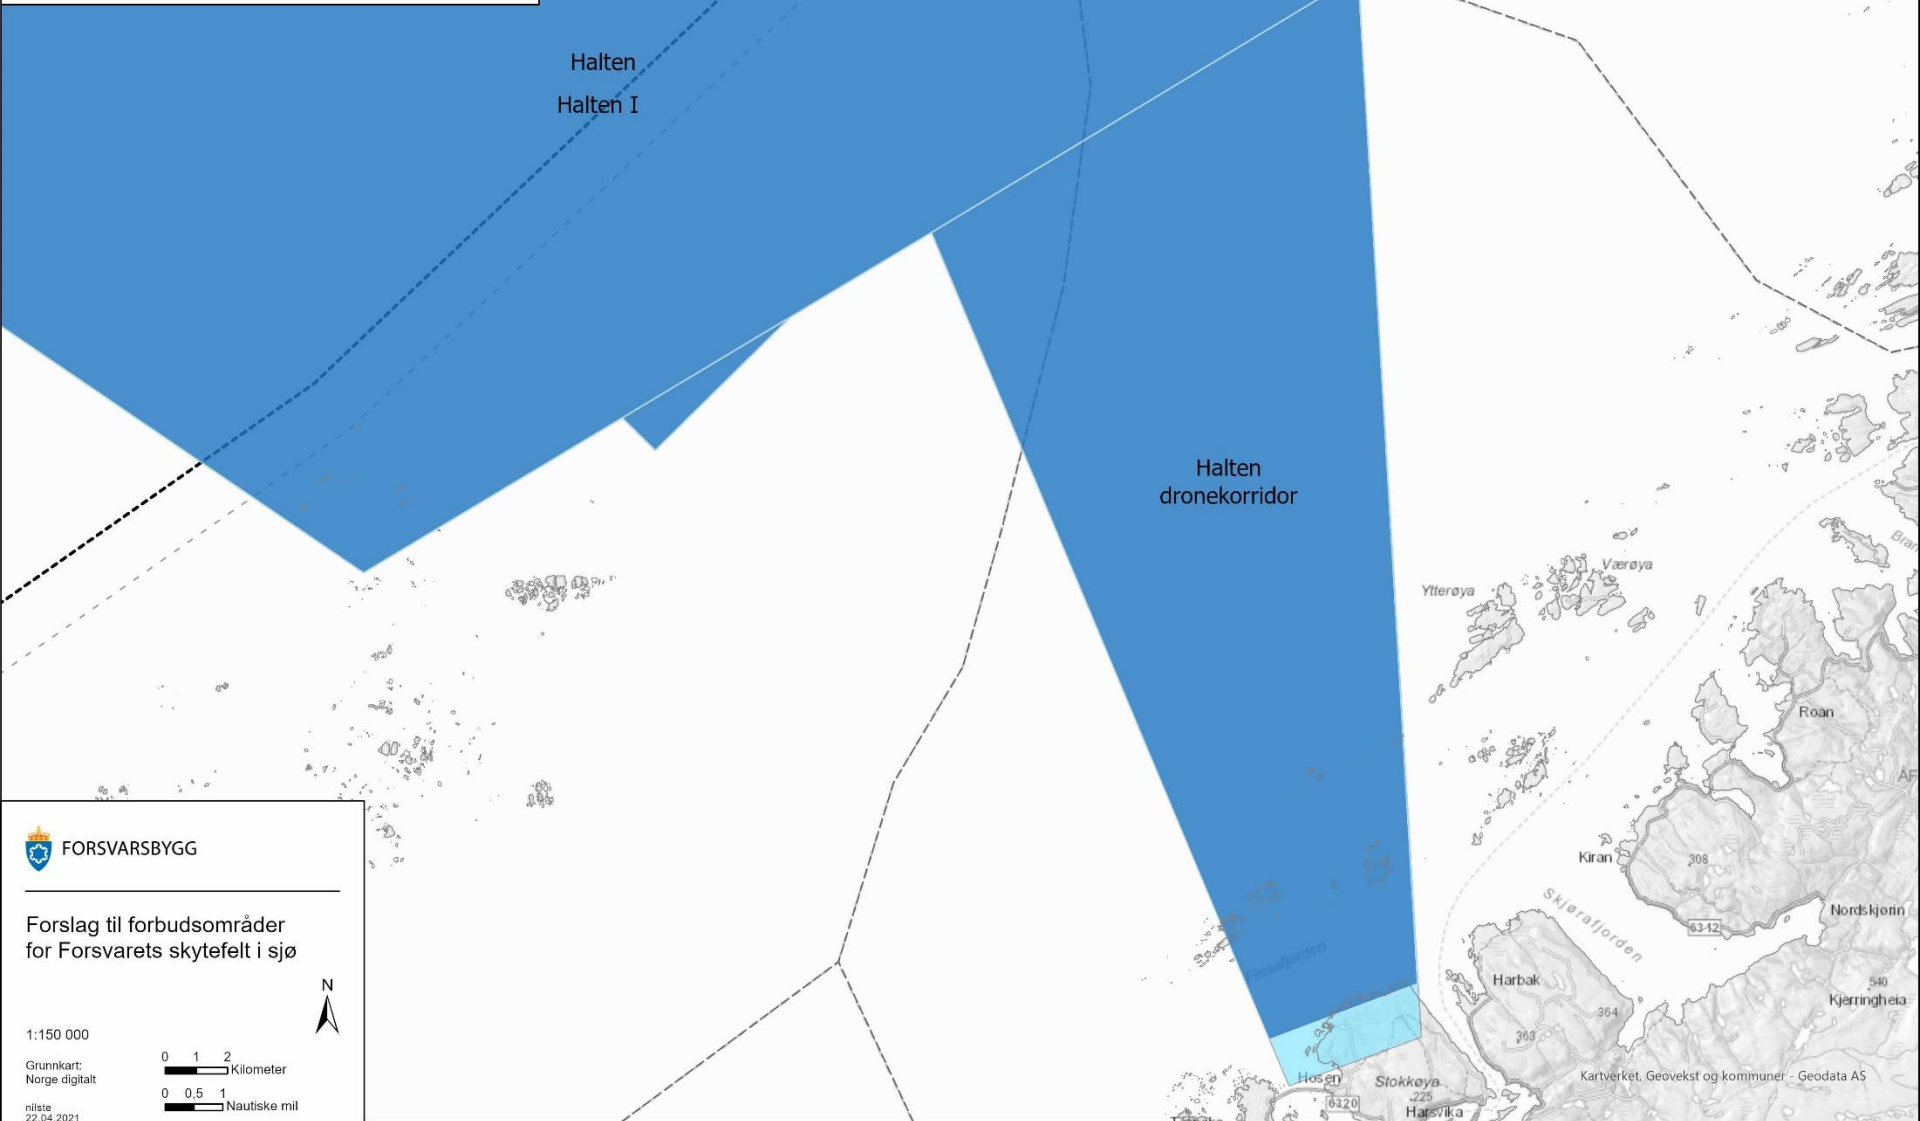 Halten
Halten I
Halten
dronekorridor
Ytterøya
Værøya
Roan
Kiran
308
Skjørafjorden
6342
Nordskjørin
Flesafjorden
Harbak
540
Kjerringheia
364
363
Hosen
Stokkøya
6320
225
Harsvika
Kartverket, Geovekst og kommuner - Geodata AS
FORSVARSBYGG
Forslag til forbudsområder
for Forsvarets skytefelt i sjø
N
1:150 000
Grunnkart:
Norge digitalt
0 1 2
Kilometer
0 0,5 1
Nautiske mil
nilste
22.04.2021